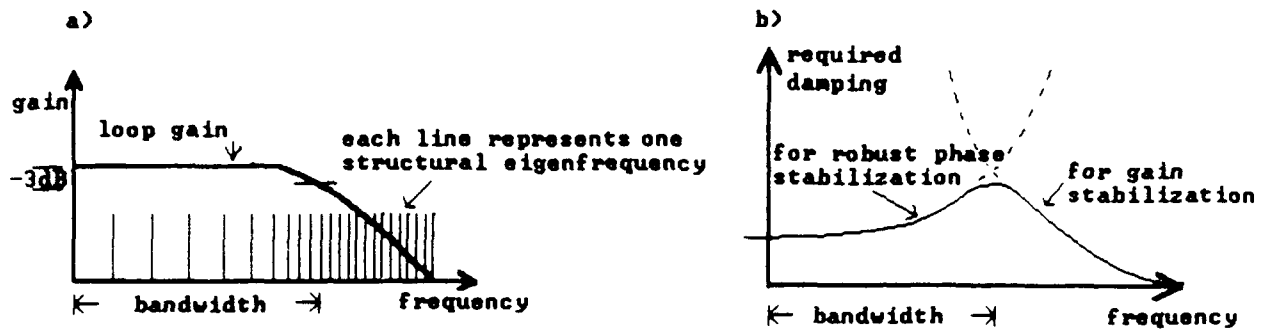 a)
gain
loop gain
each line represents one
structural eigenfrequency
-3dB
bandwidth
frequency
b)
required
damping
for robust phase
stabilization
for gain
stabilization
bandwidth
frequency